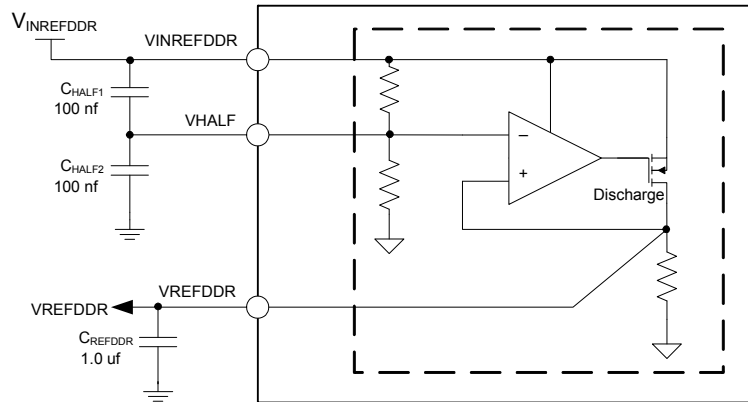 VINREFDDR
VINREFDDR
CHALF1
100 nf
VHALF
CHALF2
100 nf
−
+
Discharge
VREFDDR
VREFDDR
CREFDDR
1.0 uf